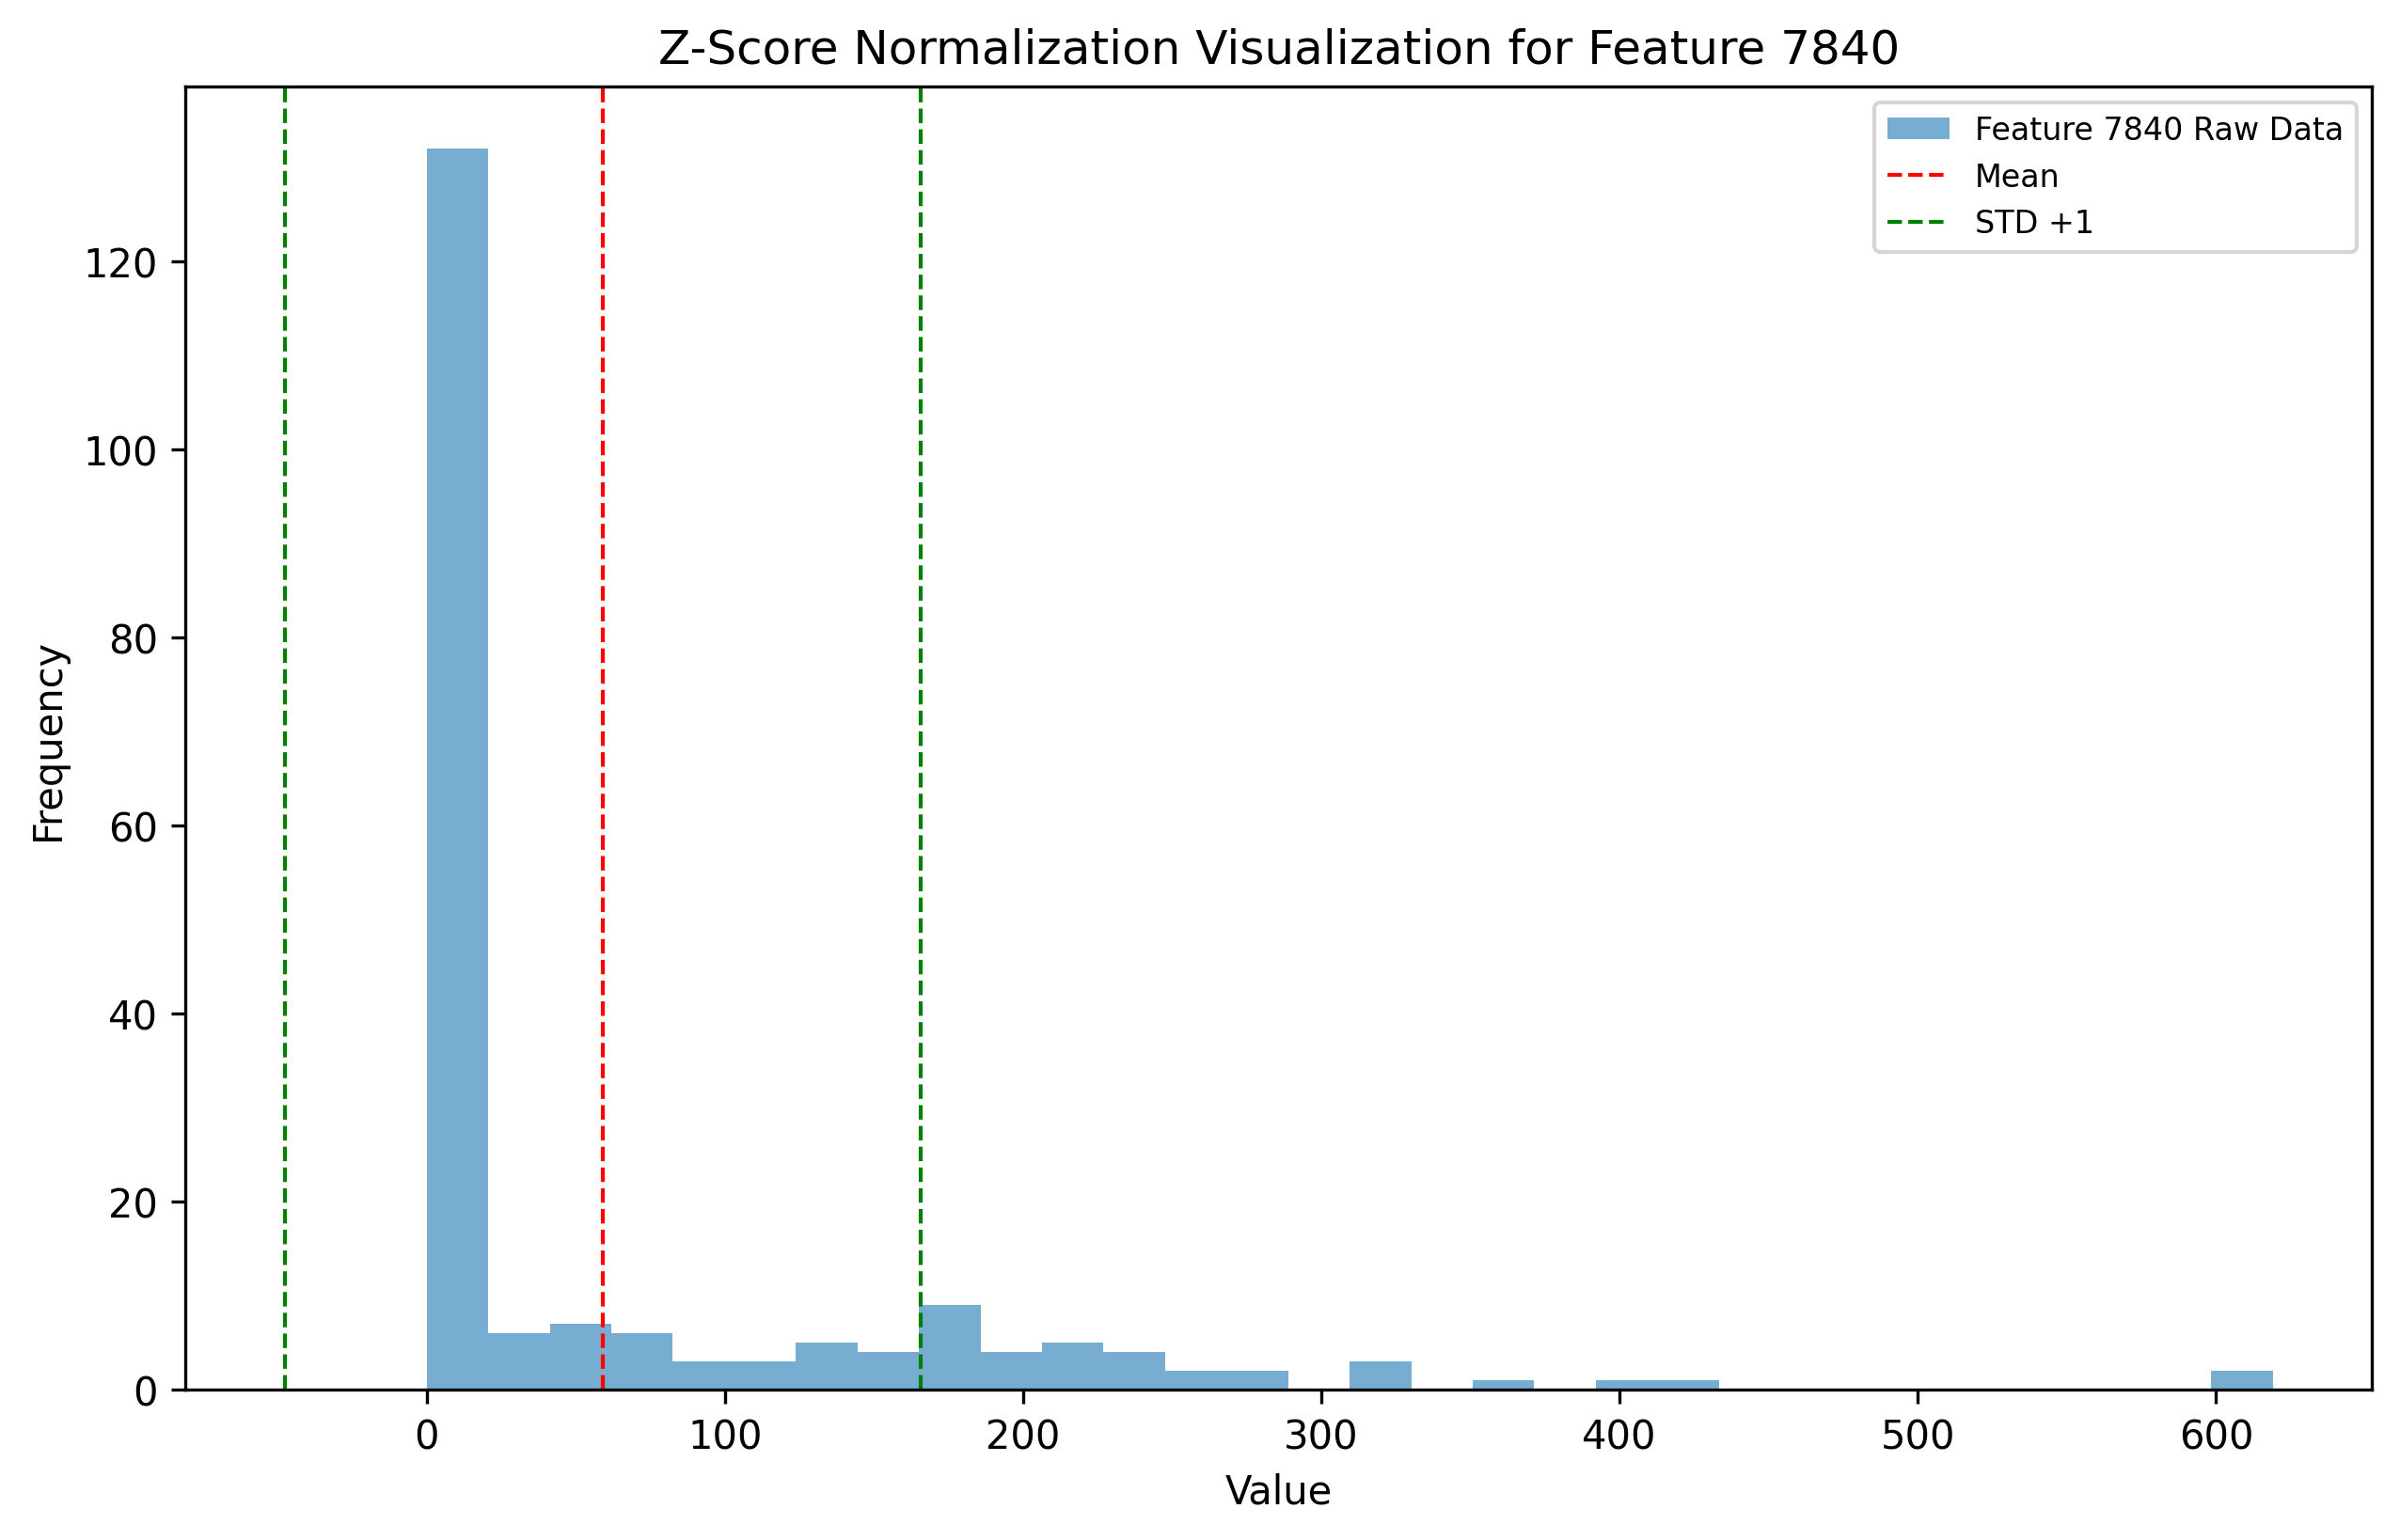 Z-Score Normalization Visualization for Feature 7840
Feature 7840 Raw Data
Mean
STD +1
Frequency
120
100
80
60
40
20
0
0 100 200 300 400 500 600
Value